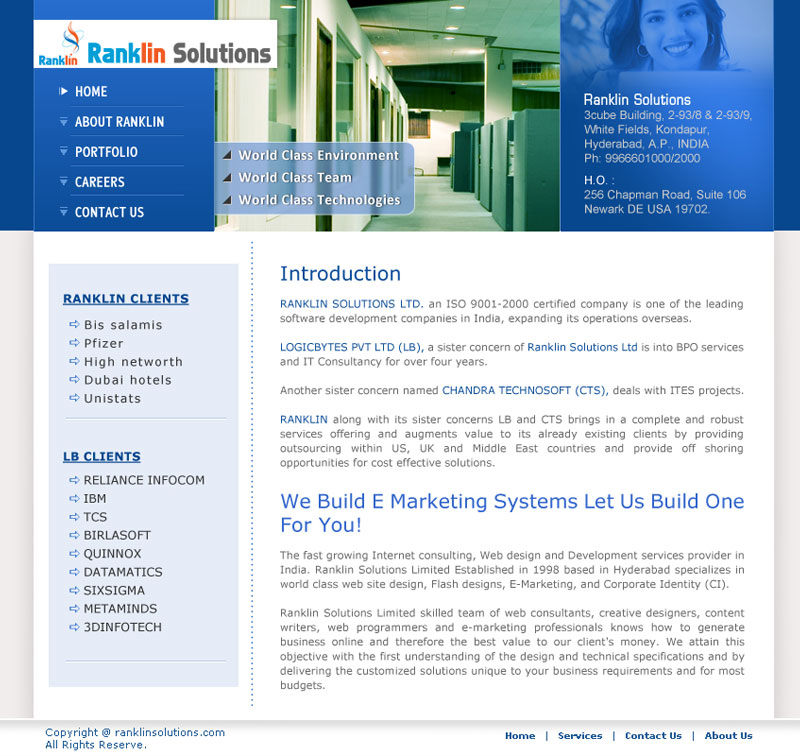 Ranklin
Ranklin Solutions
HOME
ABOUT RANKLIN
PORTFOLIO
CAREERS
CONTACT US
World Class Environment
World Class Team
World Class Technologies
Ranklin Solutions
3cube Building, 2-93/8 & 2-93/9,
White Fields, Kondapur,
Hyderabad, A.P., INDIA
Ph: 9966601000/2000
H.O. :
256 Chapman Road, Suite 106
Newark DE USA 19702.
RANKLIN CLIENTS
Bis salamis
Pfizer
High networth
Dubai hotels
Unistats
LB CLIENTS
RELIANCE INFOCOM
IBM
TCS
BIRLASOFT
QUINNOX
DATAMATICS
SIXSIGMA
METAMINDS
3DINFOTECH
Introduction
RANKLIN SOLUTIONS LTD. an ISO 9001-2000 certified company is one of the leading
software development companies in India, expanding its operations overseas.
LOGICBYTES PVT LTD (LB), a sister concern of Ranklin Solutions Ltd is into BPO services
and IT Consultancy for over four years.
Another sister concern named CHANDRA TECHNOSOFT (CTS), deals with ITES projects.
RANKLIN along with its sister concerns LB and CTS brings in a complete and robust
services offering and augments value to its already existing clients by providing
outsourcing within US, UK and Middle East countries and provide off shoring
opportunities for cost effective solutions.
We Build E Marketing Systems Let Us Build One
For You!
The fast growing Internet consulting, Web design and Development services provider in
India. Ranklin Solutions Limited Established in 1998 based in Hyderabad specializes in
world class web site design, Flash designs, E-Marketing, and Corporate Identity (CI).
Ranklin Solutions Limited skilled team of web consultants, creative designers, content
writers, web programmers and e-marketing professionals knows how to generate
business online and therefore the best value to our client's money. We attain this
objective with the first understanding of the design and technical specifications and by
delivering the customized solutions unique to your business requirements and for most
budgets.
Copyright @ ranklinsolutions.com
All Rights Reserve.
Home | Services | Contact Us | About Us